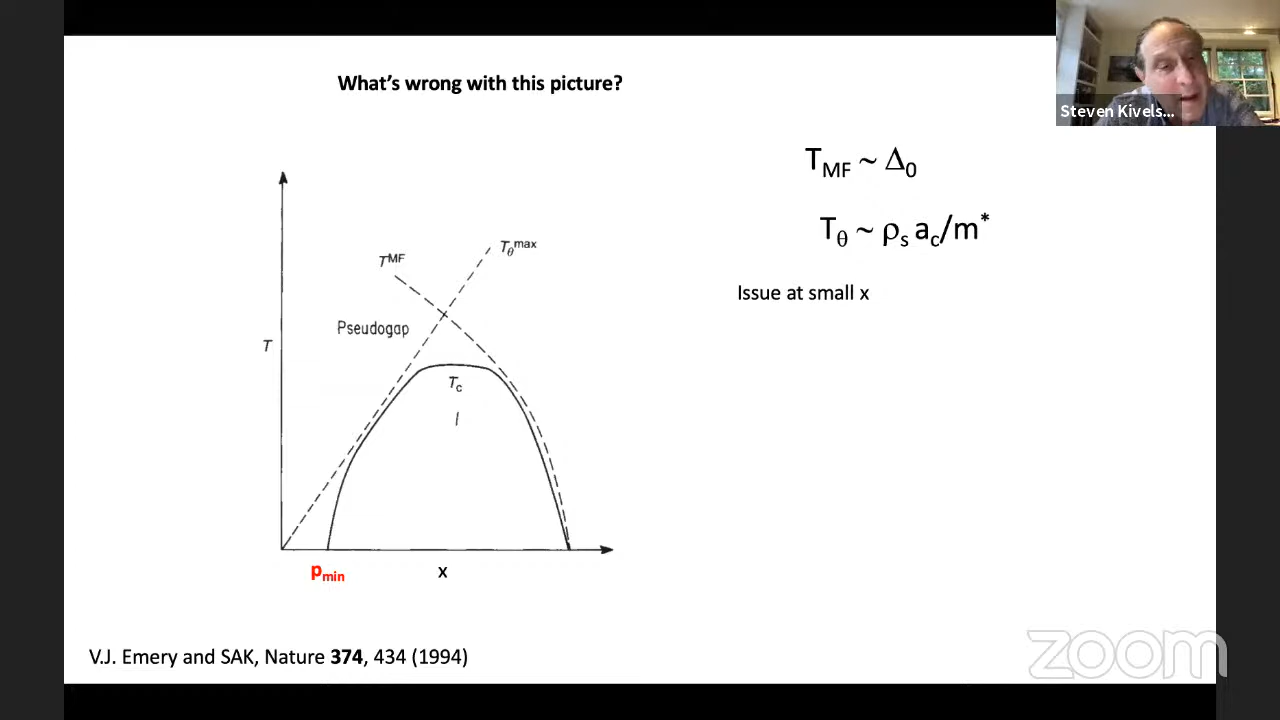 What's wrong with this picture?
Steven Kivels...
T_MF ~ Δ_0
T_θ ~ ρ_s a_c/m*
Issue at small x
T_θ^max
T^MF
Pseudogap
T
T_c
p_min
x
V.J. Emery and SAK, Nature 374, 434 (1994)
zoom